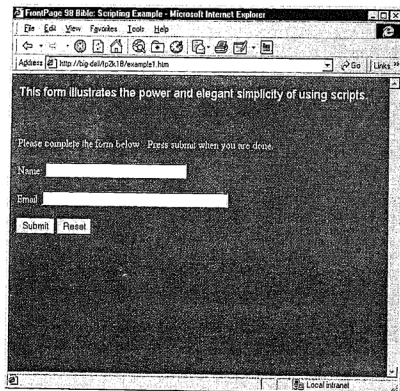 FrontPage 98 Bible: Scripting Example - Microsoft Internet Explorer
File Edit View Favorites Tools Help
Address http://big-dell/fp2k18/example1.htm Go Links »
This form illustrates the power and elegant simplicity of using scripts.
Please complete the form below. Press submit when you are done.
Name:
Email:
Submit Reset
Local intranet